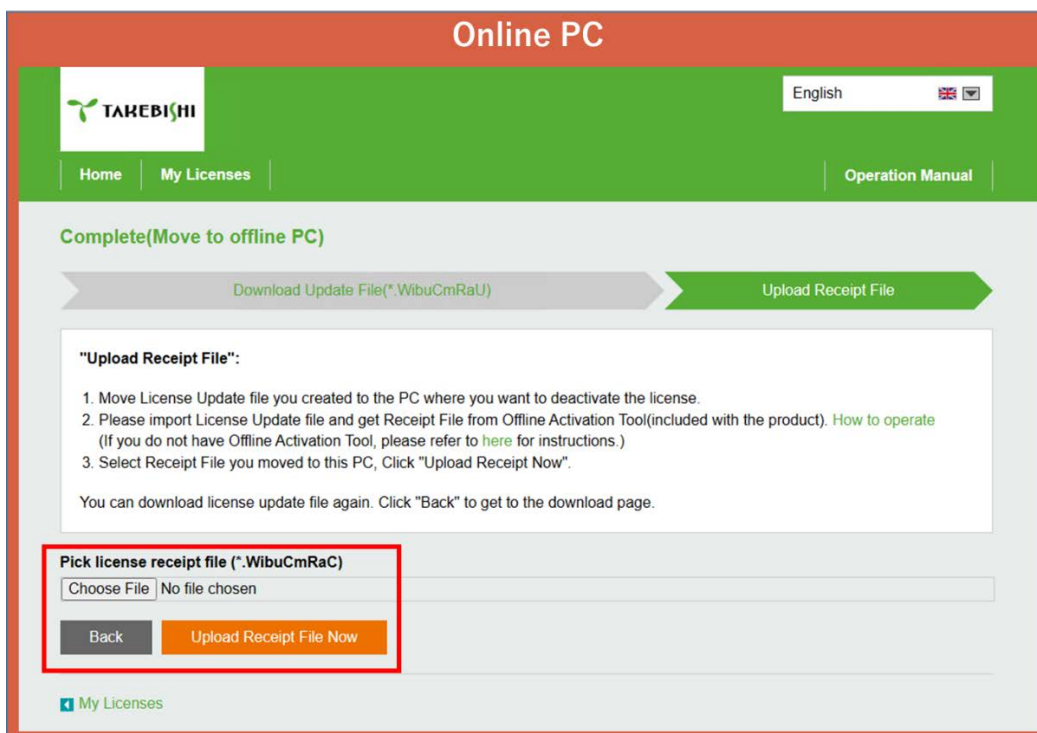 Online PC
TAKEBISHI
English
Home
My Licenses
Operation Manual
Complete(Move to offline PC)
Download Update File(*.WibuCmRaU)
Upload Receipt File
"Upload Receipt File":
1. Move License Update file you created to the PC where you want to deactivate the license.
2. Please import License Update file and get Receipt File from Offline Activation Tool(included with the product). How to operate
(If you do not have Offline Activation Tool, please refer to here for instructions.)
3. Select Receipt File you moved to this PC, Click "Upload Receipt Now".
You can download license update file again. Click "Back" to get to the download page.
Pick license receipt file (*.WibuCmRaC)
Choose File No file chosen
Back
Upload Receipt File Now
My Licenses